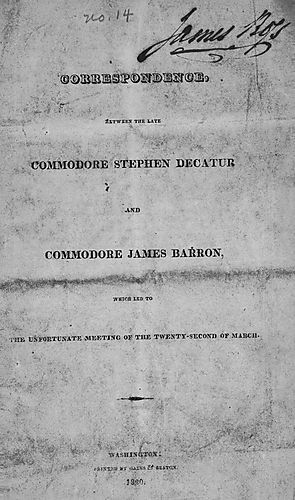 no. 14
James
CORRESPONDENCE,
BETWEEN THE LATE
COMMODORE STEPHEN DECATUR
AND
COMMODORE JAMES BARRON,
WHICH LED TO
THE UNFORTUNATE MEETING OF THE TWENTY-SECOND OF MARCH.
WASHINGTON:
PRINTED BY GALES & SEATON.
1820.